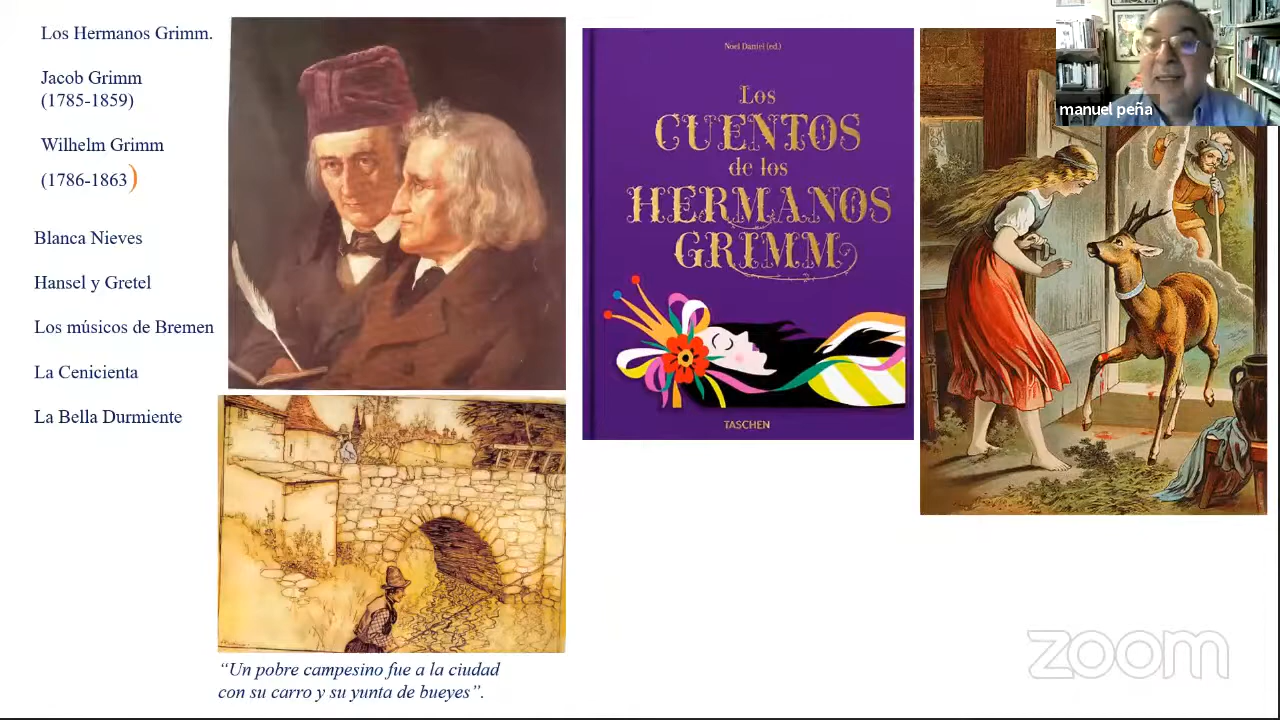 Los Hermanos Grimm.
Jacob Grimm
(1785-1859)
Wilhelm Grimm
(1786-1863)
Blanca Nieves
Hansel y Gretel
Los músicos de Bremen
La Cenicienta
La Bella Durmiente
“Un pobre campesino fue a la ciudad
con su carro y su yunta de bueyes”.
Noel Daniel (ed.)
Los
CUENTOS
de los
HERMANOS
GRIMM
TASCHEN
manuel peña
zoom